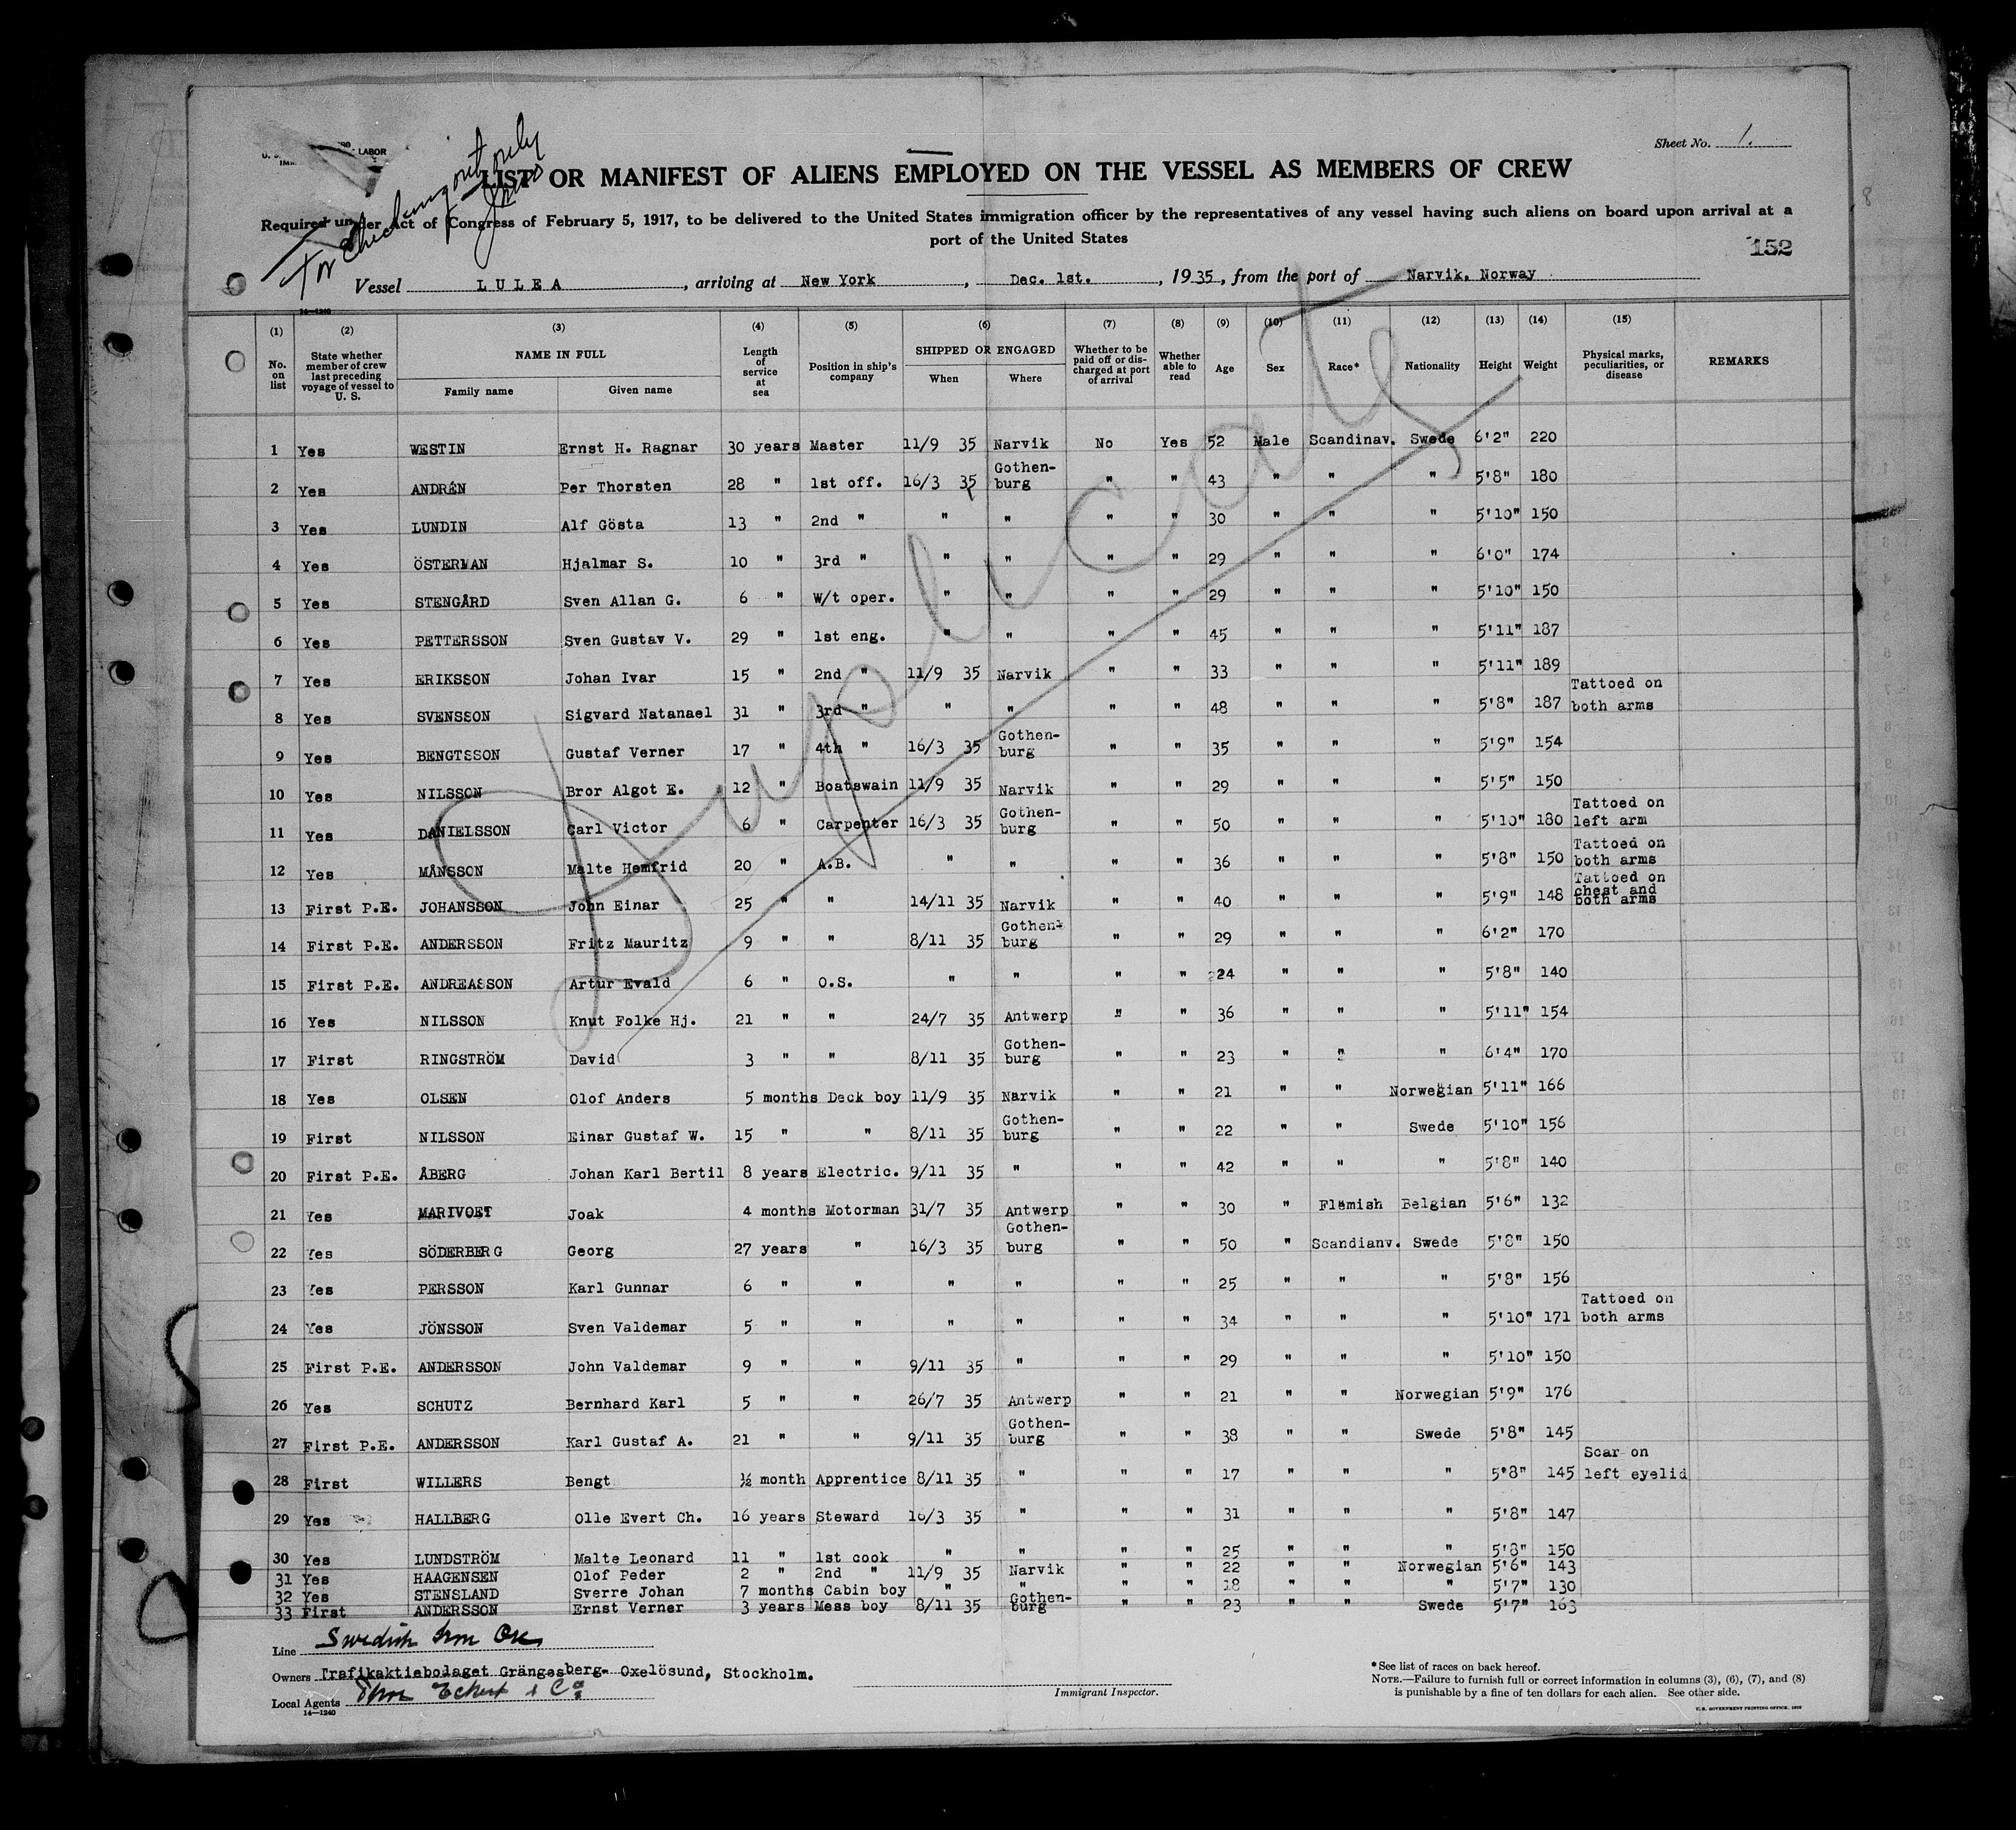 Sheet No. 1.
LABOR
For checking out only
LIST OR MANIFEST OF ALIENS EMPLOYED ON THE VESSEL AS MEMBERS OF CREW
Required under Act of Congress of February 5, 1917, to be delivered to the United States immigration officer by the representatives of any vessel having such aliens on board upon arrival at a
port of the United States
152
Vessel LULEA, arriving at New York, Dec. 1st., 1935, from the port of Narvik, Norway
14—1240
(1) (2) (3) (4) (5) (6) (7) (8) (9) (10) (11) (12) (13) (14) (15)
No. on list
State whether member of crew last preceding voyage of vessel to U. S.
NAME IN FULL
Family name
Given name
Length of service at sea
Position in ship's company
SHIPPED OR ENGAGED
When
Where
Whether to be paid off or discharged at port of arrival
Whether able to read
Age
Sex
Race*
Nationality
Height
Weight
Physical marks, peculiarities, or disease
REMARKS
Duplicate
1 Yes WESTIN Ernst H. Ragnar 30 years Master 11/9 35 Narvik No Yes 52 Male Scandinav. Swede 6'2" 220
2 Yes ANDRÉN Per Thorsten 28 " 1st off. 16/3 35 Gothenburg " " 43 " " " 5'8" 180
3 Yes LUNDIN Alf Gösta 13 " 2nd " " " " " 30 " " " 5'10" 150
4 Yes ÖSTERMAN Hjalmar S. 10 " 3rd " " " " " 29 " " " 6'0" 174
5 Yes STENGÅRD Sven Allan G. 6 " W/t oper. " " " " 29 " " " 5'10" 150
6 Yes PETTERSSON Sven Gustav V. 29 " 1st eng. " " " " 45 " " " 5'11" 187
7 Yes ERIKSSON Johan Ivar 15 " 2nd " 11/9 35 Narvik " " 33 " " " 5'11" 189
8 Yes SVENSSON Sigvard Natanael 31 " 3rd " " " " " 48 " " " 5'8" 187 Tattoed on both arms
9 Yes BENGTSSON Gustaf Verner 17 " 4th " 16/3 35 Gothenburg " " 35 " " " 5'9" 154
10 Yes NILSSON Bror Algot E. 12 " Boatswain 11/9 35 Narvik " " 29 " " " 5'5" 150
11 Yes DANIELSSON Carl Victor 6 " Carpenter 16/3 35 Gothenburg " " 50 " " " 5'10" 180 Tattoed on left arm
12 Yes MÅNSSON Malte Hemfrid 20 " A.B. " " " " 36 " " " 5'8" 150 Tattoed on both arms
13 First P.E. JOHANSSON John Einar 25 " " 14/11 35 Narvik " " 40 " " " 5'9" 148 Tattoed on chest and both arms
14 First P.E. ANDERSSON Fritz Mauritz 9 " " 8/11 35 Gothenburg " " 29 " " " 6'2" 170
15 First P.E. ANDREASSON Artur Evald 6 " O.S. " " " " 24 " " " 5'8" 140
16 Yes NILSSON Knut Folke Hj. 21 " " 24/7 35 Antwerp " " 36 " " " 5'11" 154
17 First RINGSTRÖM David 3 " " 8/11 35 Gothenburg " " 23 " " " 6'4" 170
18 Yes OLSEN Olof Anders 5 months Deck boy 11/9 35 Narvik " " 21 " " Norwegian 5'11" 166
19 First NILSSON Einar Gustaf W. 15 " " 8/11 35 Gothenburg " " 22 " " Swede 5'10" 156
20 First P.E. ÅBERG Johan Karl Bertil 8 years Electric. 9/11 35 " " " 42 " " " 5'8" 140
21 Yes MARIVOET Joak 4 months Motorman 31/7 35 Antwerp " " 30 " Flemish Belgian 5'6" 132
22 Yes SÖDERBERG Georg 27 years " 16/3 35 Gothenburg " " 50 " Scandianv. Swede 5'8" 150
23 Yes PERSSON Karl Gunnar 6 " " " " " " 25 " " " 5'8" 156
24 Yes JÖNSSON Sven Valdemar 5 " " " " " " 34 " " " 5'10" 171 Tattoed on both arms
25 First P.E. ANDERSSON John Valdemar 9 " " 9/11 35 " " " 29 " " " 5'10" 150
26 Yes SCHUTZ Bernhard Karl 5 " " 26/7 35 Antwerp " " 21 " " Norwegian 5'9" 176
27 First P.E. ANDERSSON Karl Gustaf A. 21 " " 9/11 35 Gothenburg " " 38 " " Swede 5'8" 145
28 First WILLERS Bengt ½ month Apprentice 8/11 35 " " " 17 " " " 5'8" 145 Scar on left eyelid
29 Yes HALLBERG Olle Evert Ch. 16 years Steward 16/3 35 " " " 31 " " " 5'8" 147
30 Yes LUNDSTRÖM Malte Leonard 11 " 1st cook " " " " 25 " " " 5'8" 150
31 Yes HAAGENSEN Olof Peder 2 " 2nd " 11/9 35 Narvik " " 22 " " Norwegian 5'6" 143
32 Yes STENSLAND Sverre Johan 7 months Cabin boy " " " " 18 " " " 5'7" 130
33 First ANDERSSON Ernst Verner 3 years Mess boy 8/11 35 Gothenburg " " 23 " " Swede 5'7" 163
Line Swedish Iron Ore
Owners Trafikaktiebolaget Grängesberg-Oxelösund, Stockholm.
Local Agents Thor Eckert & Co
14—1240
Immigrant Inspector.
*See list of races on back hereof.
NOTE.—Failure to furnish full or correct information in columns (3), (6), (7), and (8)
is punishable by a fine of ten dollars for each alien. See other side.